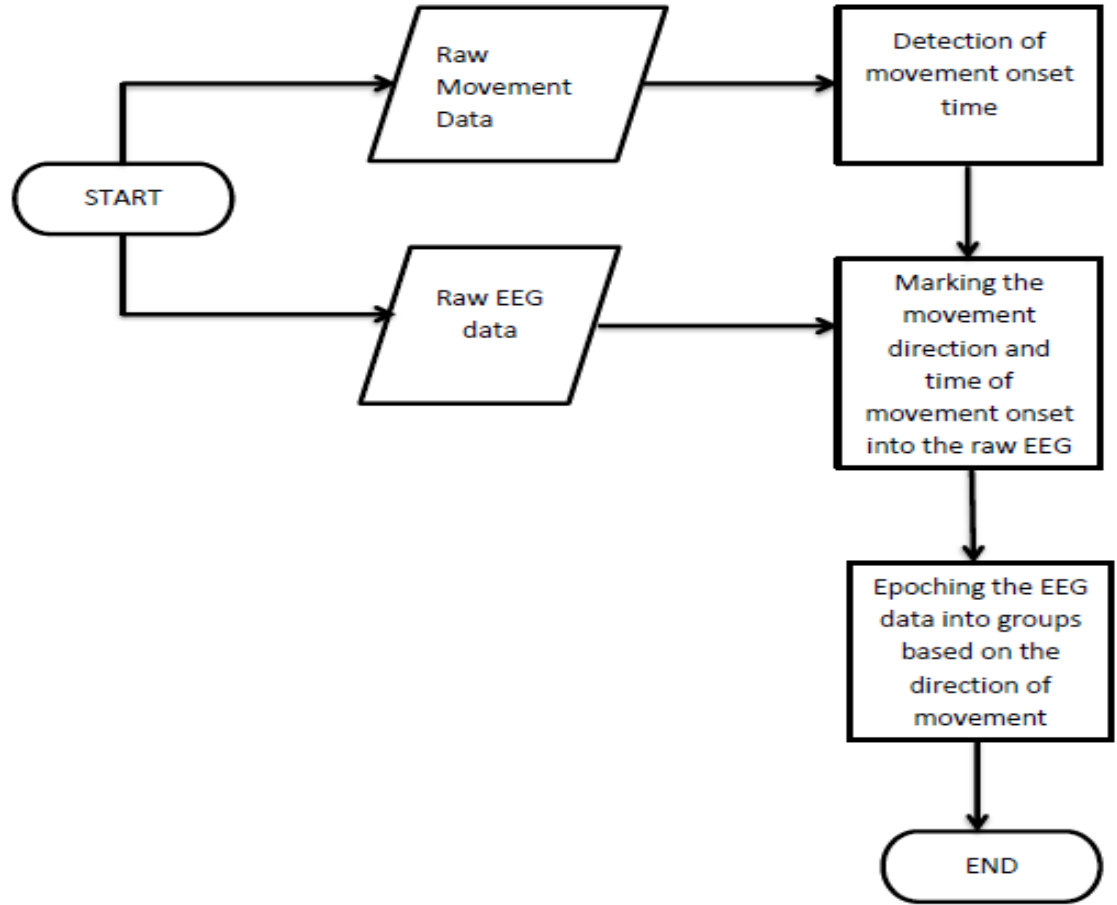 Raw
Movement
Data
Detection of
movement onset
time
START
Raw EEG
data
Marking the
movement
direction and
time of
movement onset
into the raw EEG
Epoching the EEG
data into groups
based on the
direction of
movement
END